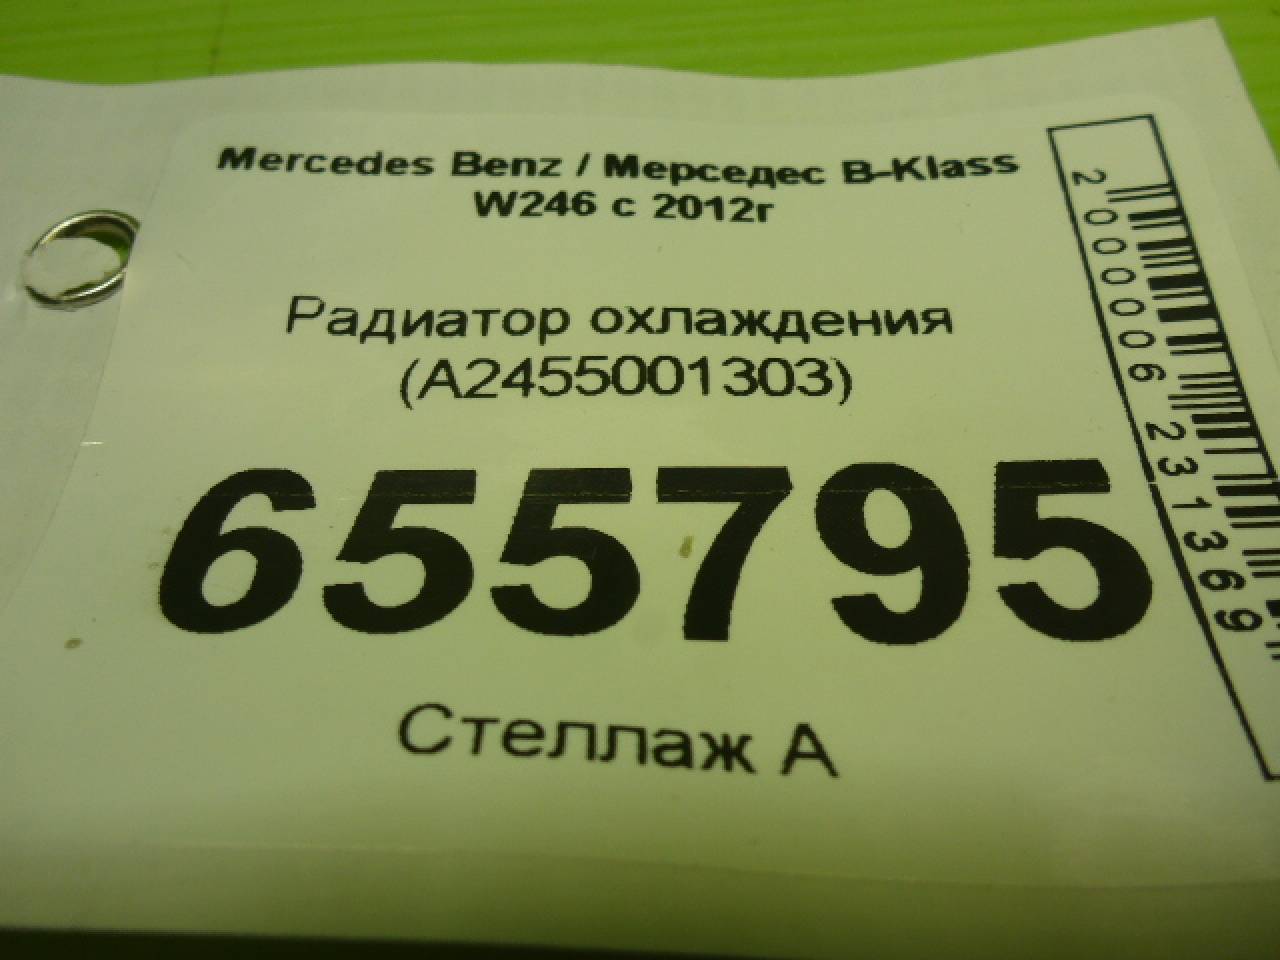 Mercedes Benz / Мерседес B-Klass
W246 с 2012г
Радиатор охлаждения
(A2455001303)
655795
Стеллаж А
2000006231369